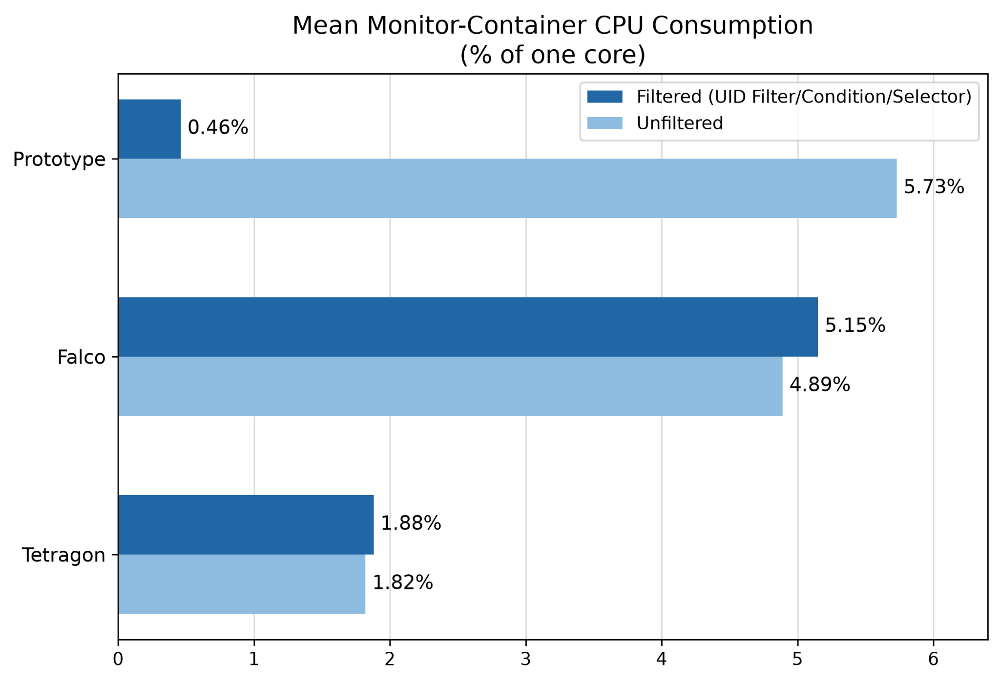 Mean Monitor-Container CPU Consumption
(% of one core)
Filtered (UID Filter/Condition/Selector)
Unfiltered
0.46%
Prototype
5.73%
5.15%
Falco
4.89%
1.88%
Tetragon
1.82%
0 1 2 3 4 5 6